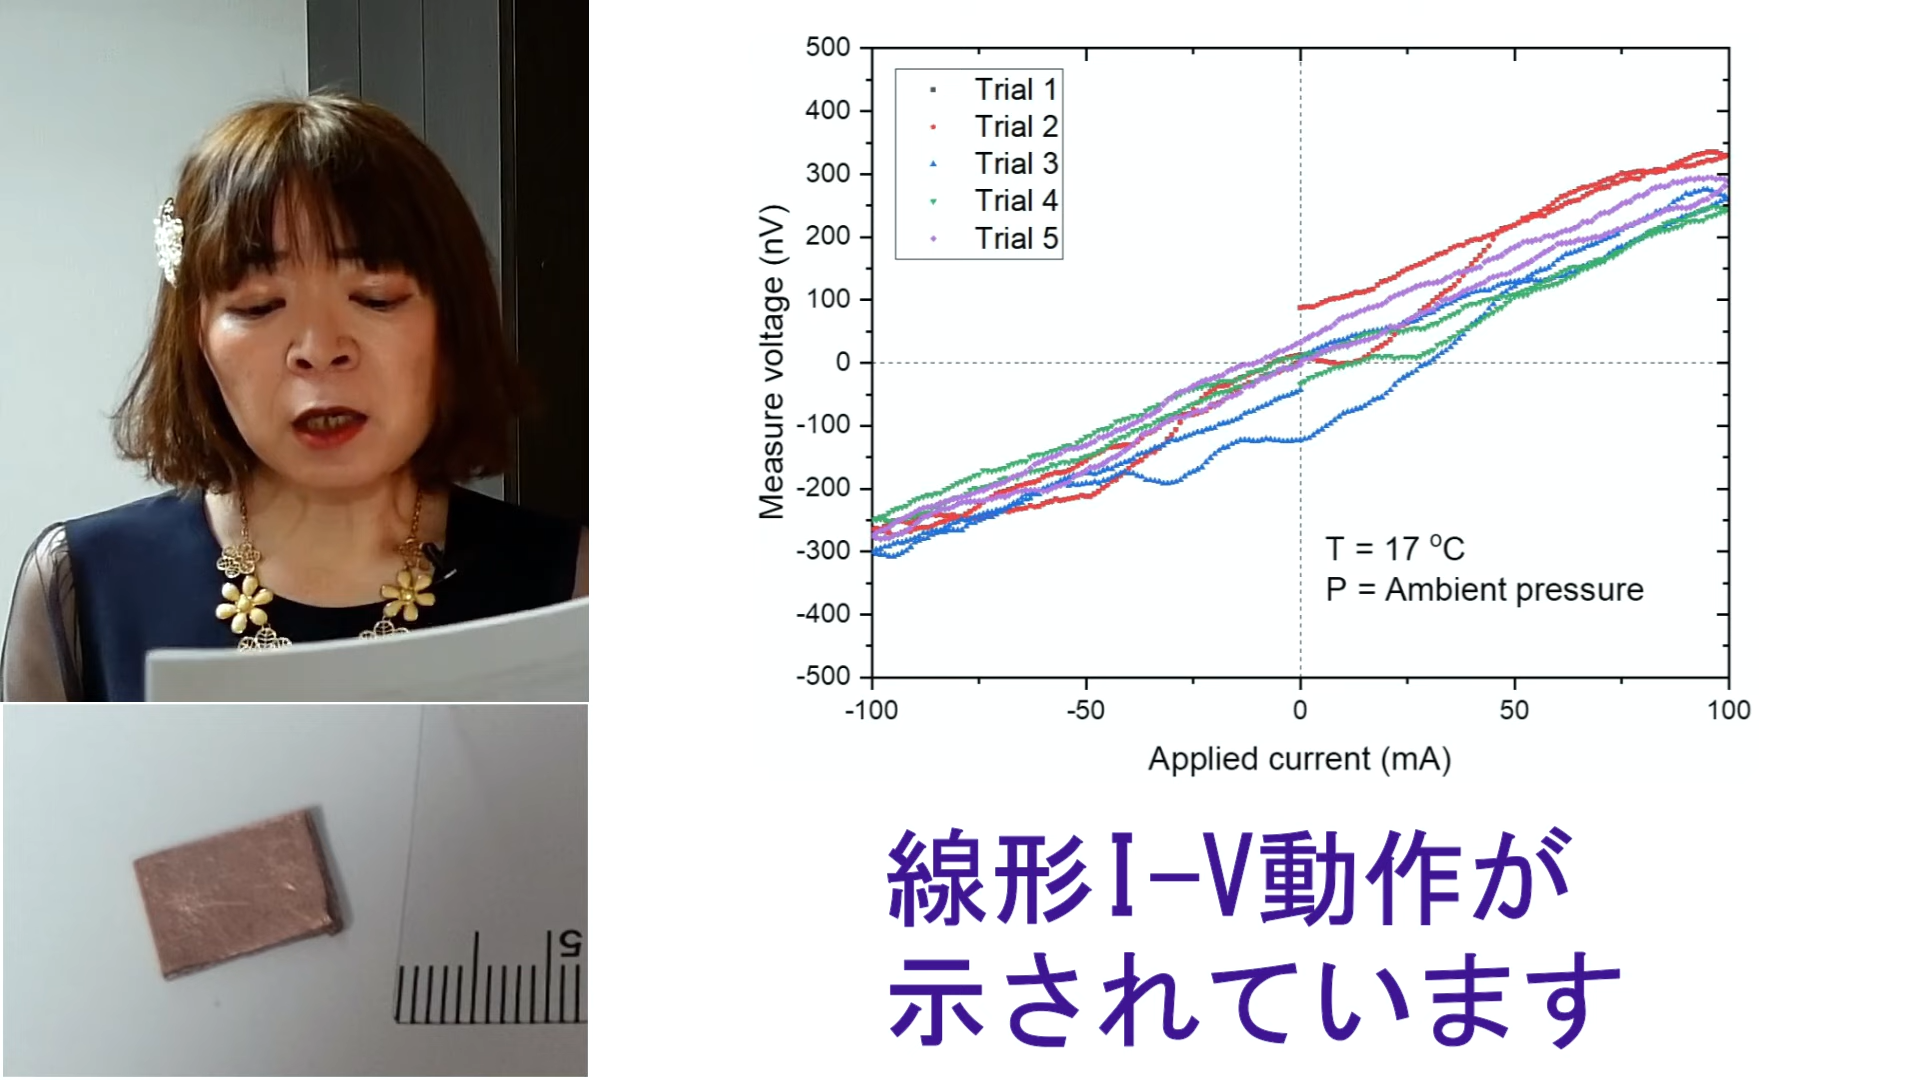 500
400
300
200
100
0
-100
-200
-300
-400
-500
Measure voltage (nV)
Trial 1
Trial 2
Trial 3
Trial 4
Trial 5
T = 17 °C
P = Ambient pressure
-100 -50 0 50 100
Applied current (mA)
線形I-V動作が
示されています
5